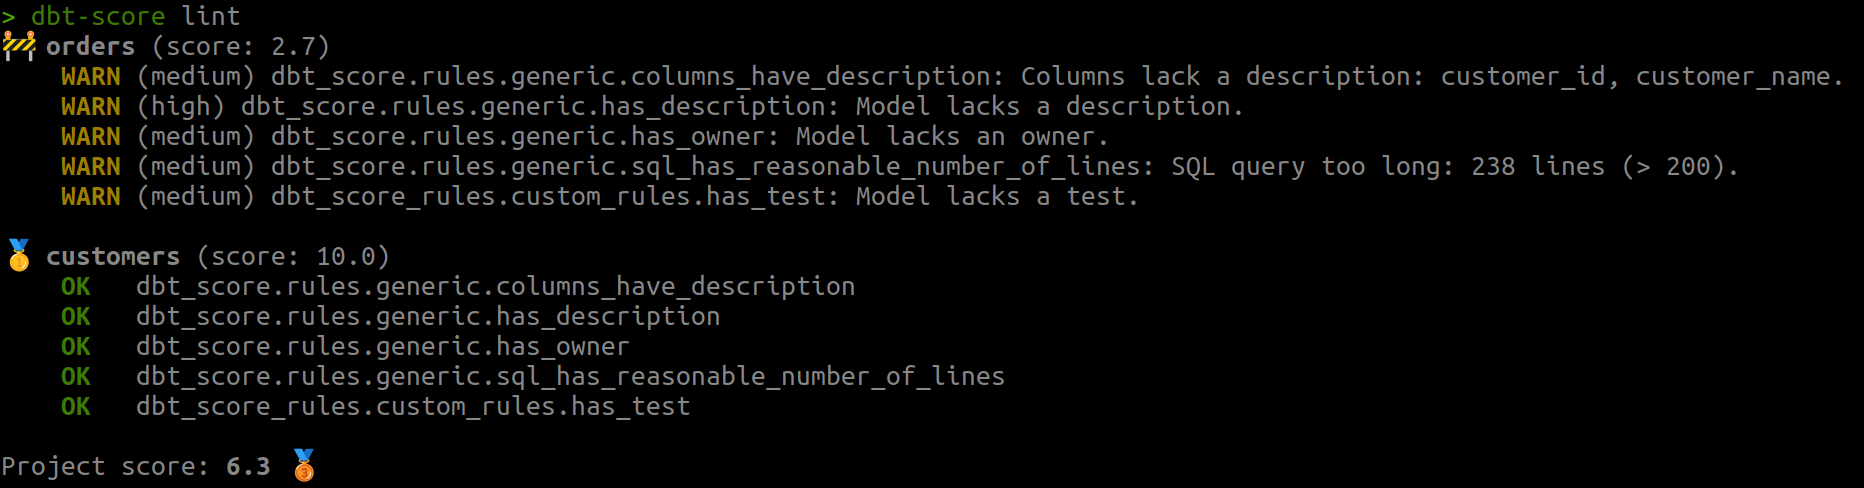 > dbt-score lint
🚧 orders (score: 2.7)
WARN (medium) dbt_score.rules.generic.columns_have_description: Columns lack a description: customer_id, customer_name.
WARN (high) dbt_score.rules.generic.has_description: Model lacks a description.
WARN (medium) dbt_score.rules.generic.has_owner: Model lacks an owner.
WARN (medium) dbt_score.rules.generic.sql_has_reasonable_number_of_lines: SQL query too long: 238 lines (> 200).
WARN (medium) dbt_score_rules.custom_rules.has_test: Model lacks a test.
🥇 customers (score: 10.0)
OK dbt_score.rules.generic.columns_have_description
OK dbt_score.rules.generic.has_description
OK dbt_score.rules.generic.has_owner
OK dbt_score.rules.generic.sql_has_reasonable_number_of_lines
OK dbt_score_rules.custom_rules.has_test
Project score: 6.3 🥉